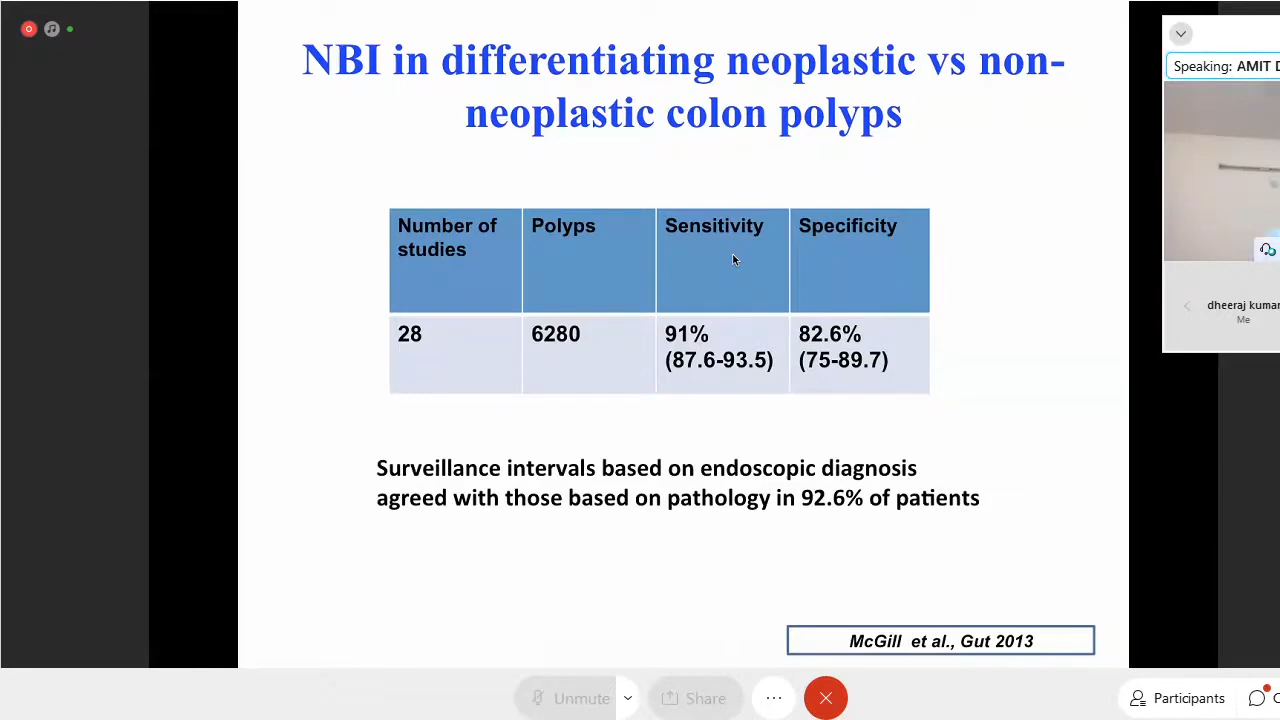 NBI in differentiating neoplastic vs non-
neoplastic colon polyps
Number of
studies
Polyps
Sensitivity
Specificity
28
6280
91%
(87.6-93.5)
82.6%
(75-89.7)
Surveillance intervals based on endoscopic diagnosis
agreed with those based on pathology in 92.6% of patients
McGill et al., Gut 2013
Speaking: AMIT D
dheeraj kumar
Me
Unmute
Share
Participants